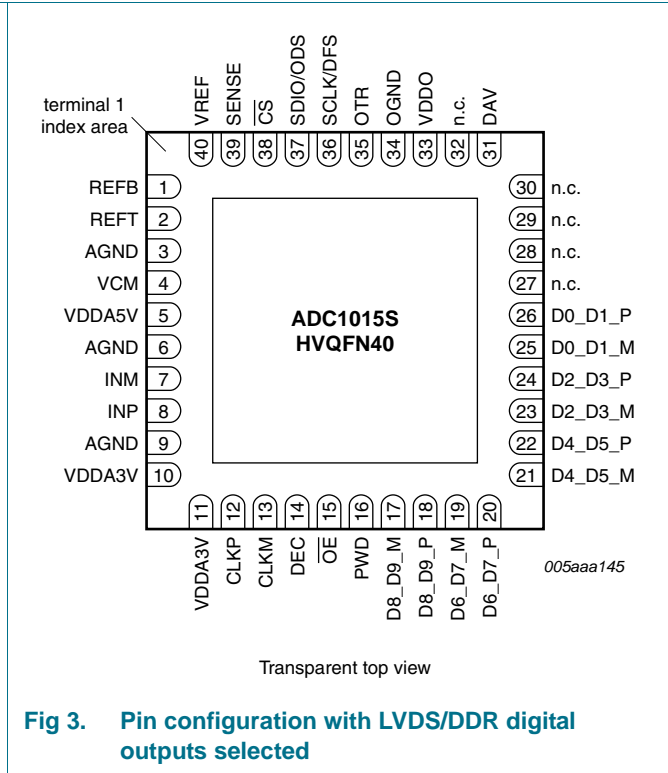 terminal 1
index area
VREF
SENSE
CS
SDIO/ODS
SCLK/DFS
OTR
OGND
VDDO
n.c.
DAV
40
39
38
37
36
35
34
33
32
31
REFB 1
REFT 2
AGND 3
VCM 4
VDDA5V 5
AGND 6
INM 7
INP 8
AGND 9
VDDA3V 10
ADC1015S
HVQFN40
30 n.c.
29 n.c.
28 n.c.
27 n.c.
26 D0_D1_P
25 D0_D1_M
24 D2_D3_P
23 D2_D3_M
22 D4_D5_P
21 D4_D5_M
11
12
13
14
15
16
17
18
19
20
VDDA3V
CLKP
CLKM
DEC
OE
PWD
D8_D9_M
D8_D9_P
D6_D7_M
D6_D7_P
005aaa145
Transparent top view
Fig 3. Pin configuration with LVDS/DDR digital
outputs selected